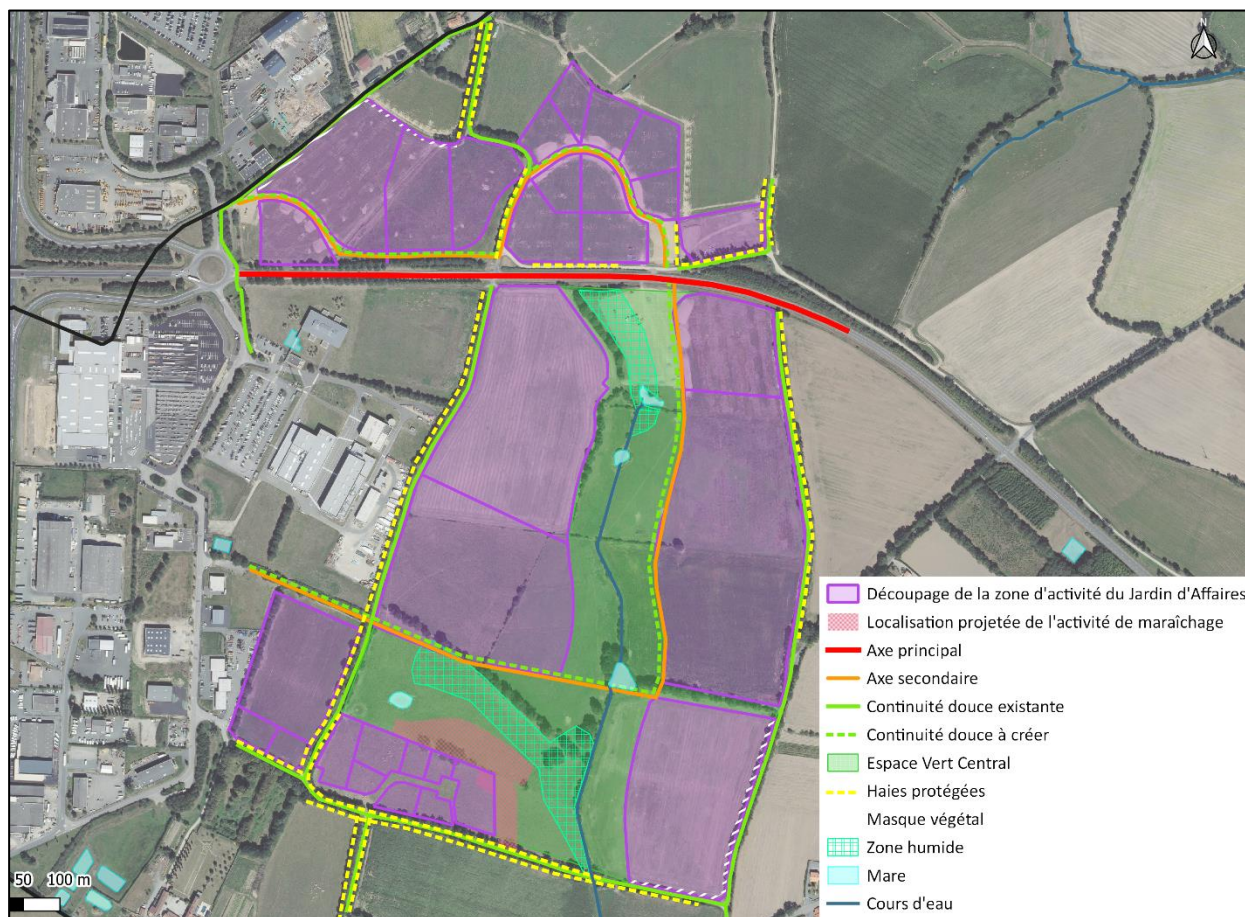 N
Découpage de la zone d'activité du Jardin d'Affaires
Localisation projetée de l'activité de maraîchage
Axe principal
Axe secondaire
Continuité douce existante
Continuité douce à créer
Espace Vert Central
Haies protégées
Masque végétal
Zone humide
Mare
Cours d'eau
50 100 m